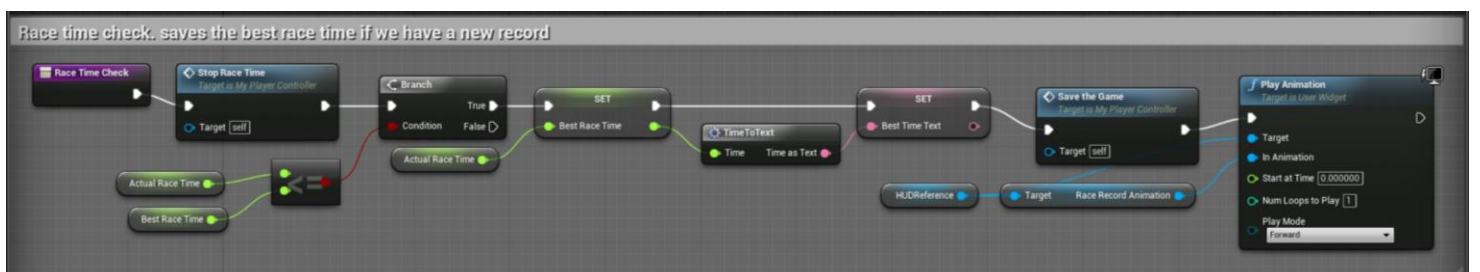 Race time check. saves the best race time if we have a new record
Race Time Check
Stop Race Time
Target is My Player Controller
Target self
Branch
True
Condition False
SET
Best Race Time
Actual Race Time
Actual Race Time
Best Race Time
<=
TimeToText
Time Time as Text
SET
Best Time Text
Save the Game
Target is My Player Controller
Target self
HUDReference
Target Race Record Animation
f Play Animation
Target is User Widget
Target
In Animation
Start at Time 0.000000
Num Loops to Play 1
Play Mode
Forward